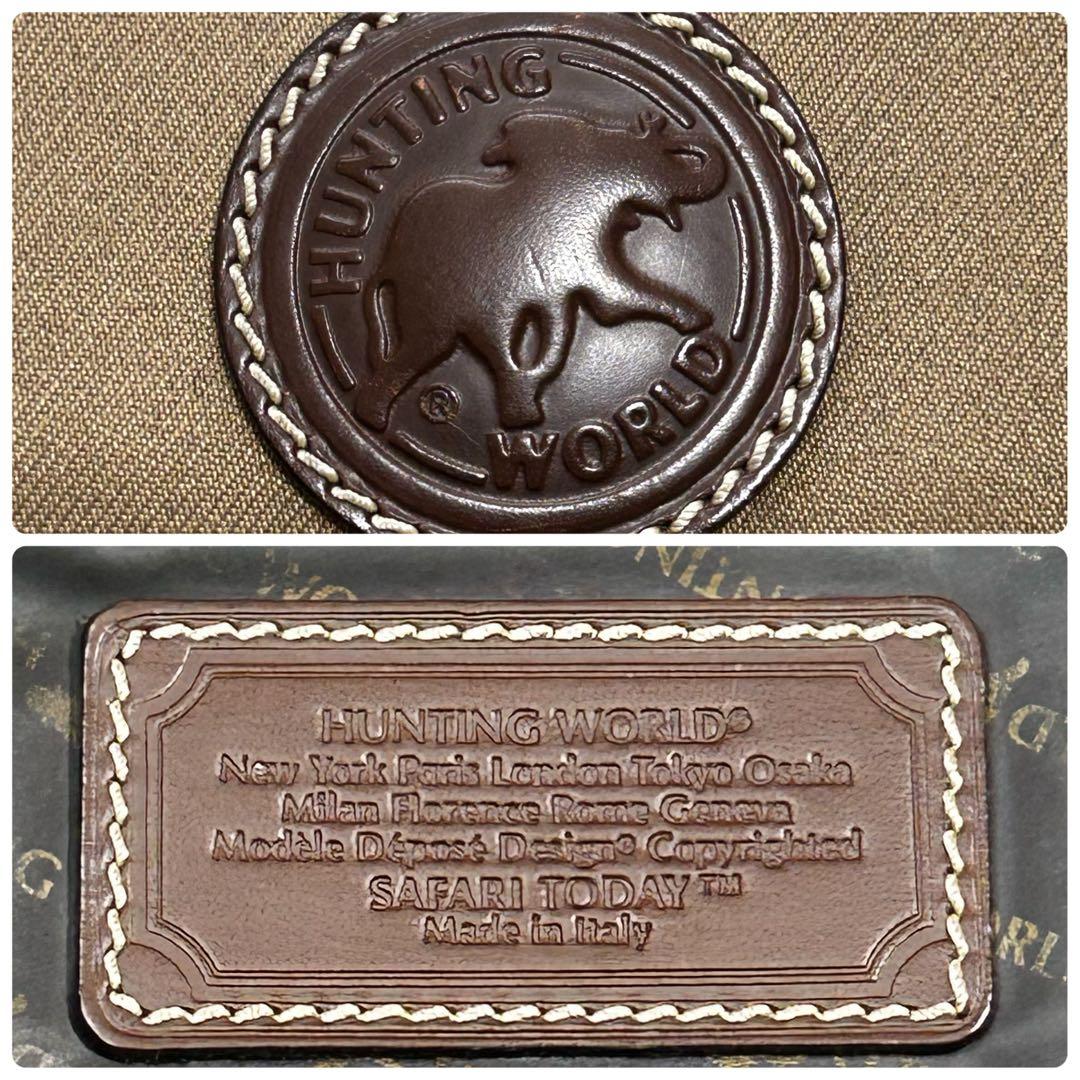 HUNTING
WORLD
®
HUNTING WORLD®
New York Paris London Tokyo Osaka
Milan Florence Rome Geneva
Modèle Déposé Design® Copyrighted
SAFARI TODAY™
Made in Italy